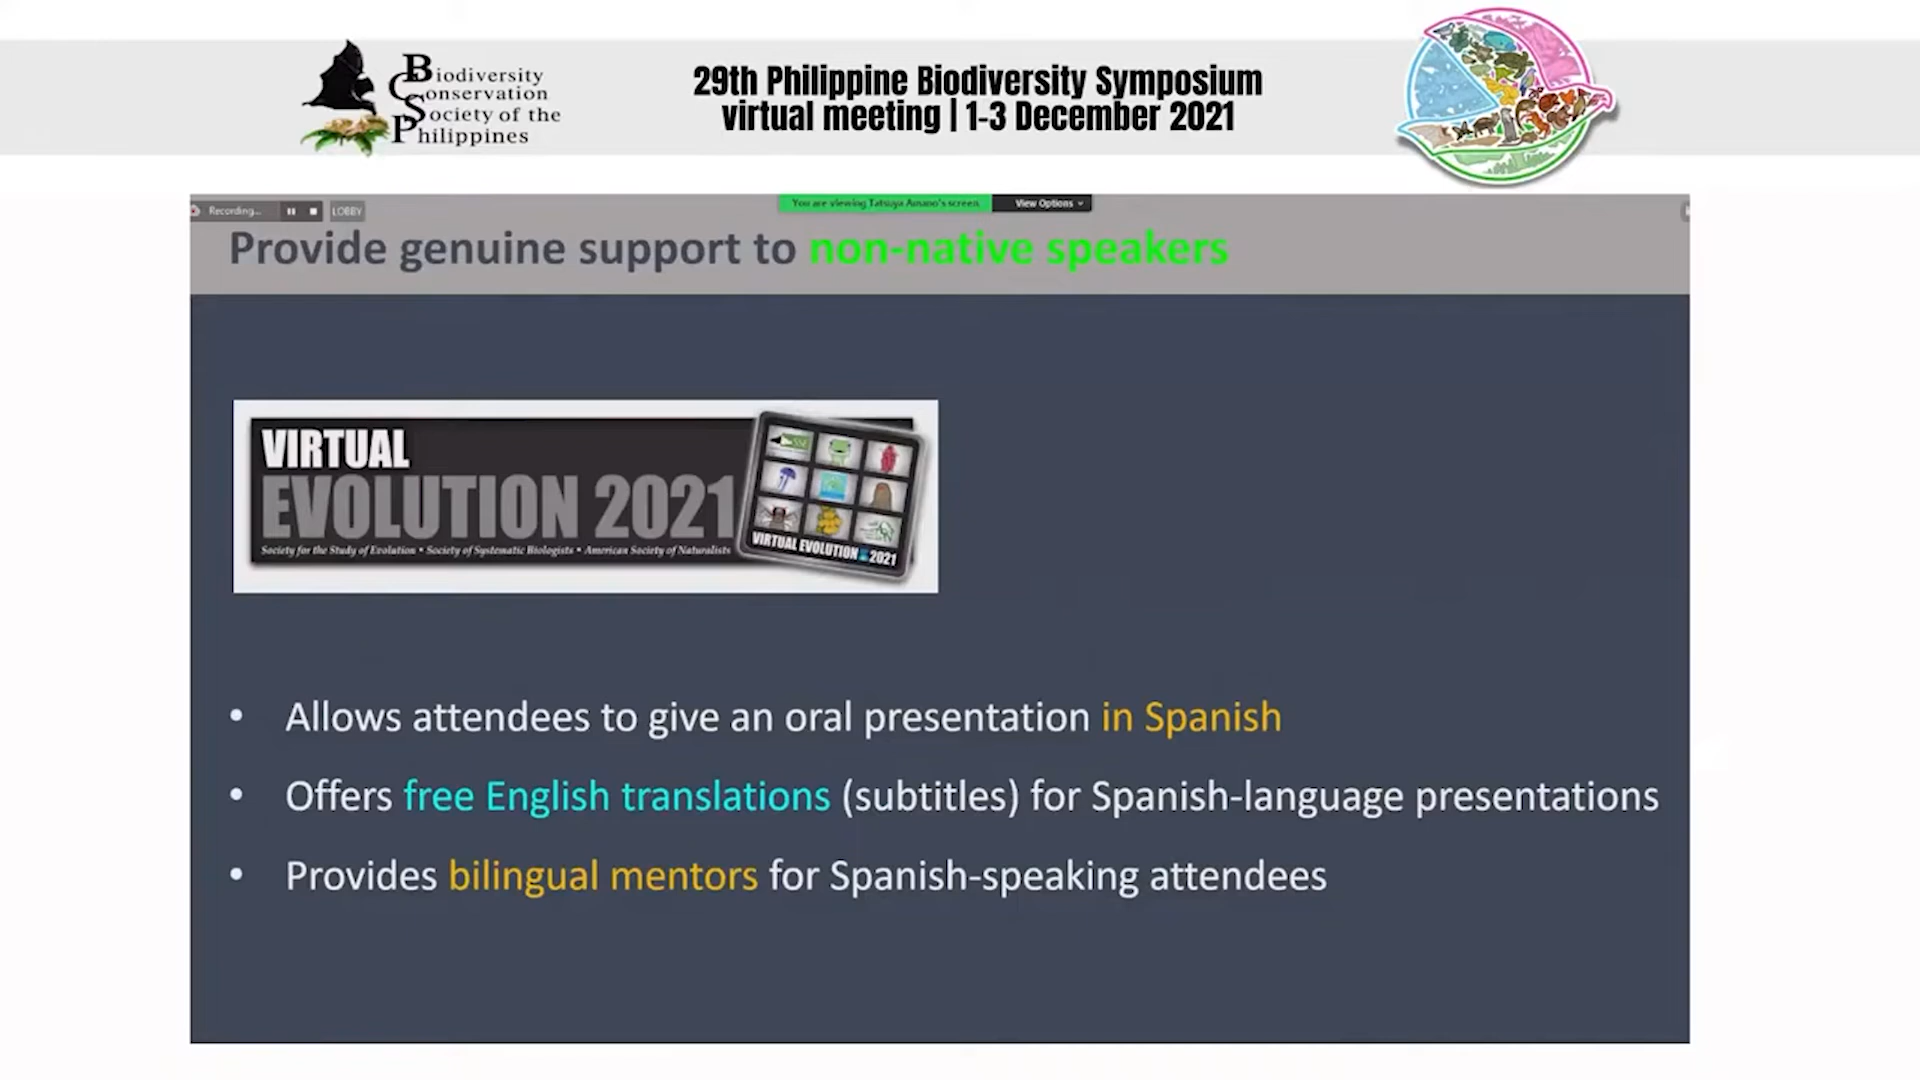 Biodiversity
Conservation
Society of the
Philippines
29th Philippine Biodiversity Symposium
virtual meeting | 1-3 December 2021
Recording...
LOBBY
You are viewing Tatsuya Amano's screen
View Options
Provide genuine support to non-native speakers
VIRTUAL
EVOLUTION 2021
Society for the Study of Evolution • Society of Systematic Biologists • American Society of Naturalists
SSE
VIRTUAL EVOLUTION 2021
• Allows attendees to give an oral presentation in Spanish
• Offers free English translations (subtitles) for Spanish-language presentations
• Provides bilingual mentors for Spanish-speaking attendees